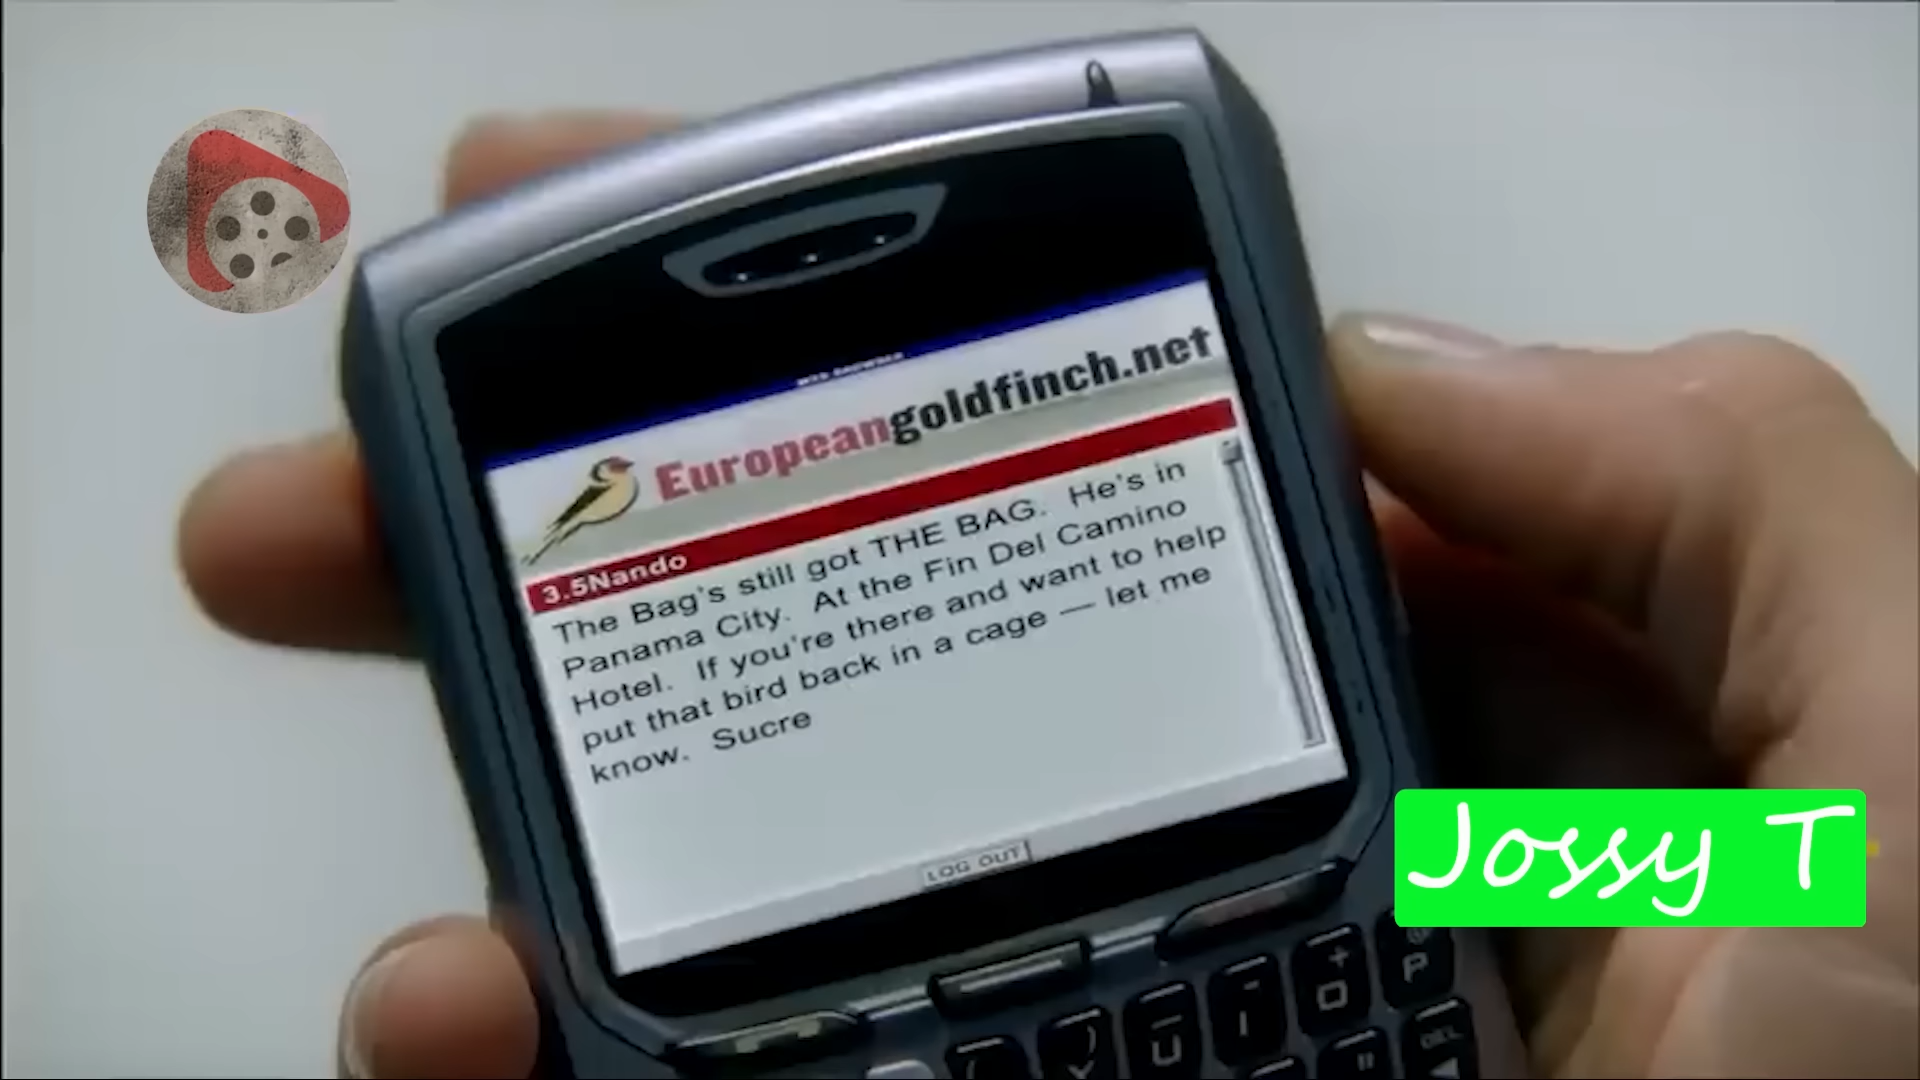 Europeangoldfinch.net
3.5Nando
The Bag's still got THE BAG. He's in
Panama City. At the Fin Del Camino
Hotel. If you're there and want to help
put that bird back in a cage — let me
know. Sucre
LOG OUT
Jossy T
U I O P
DEL